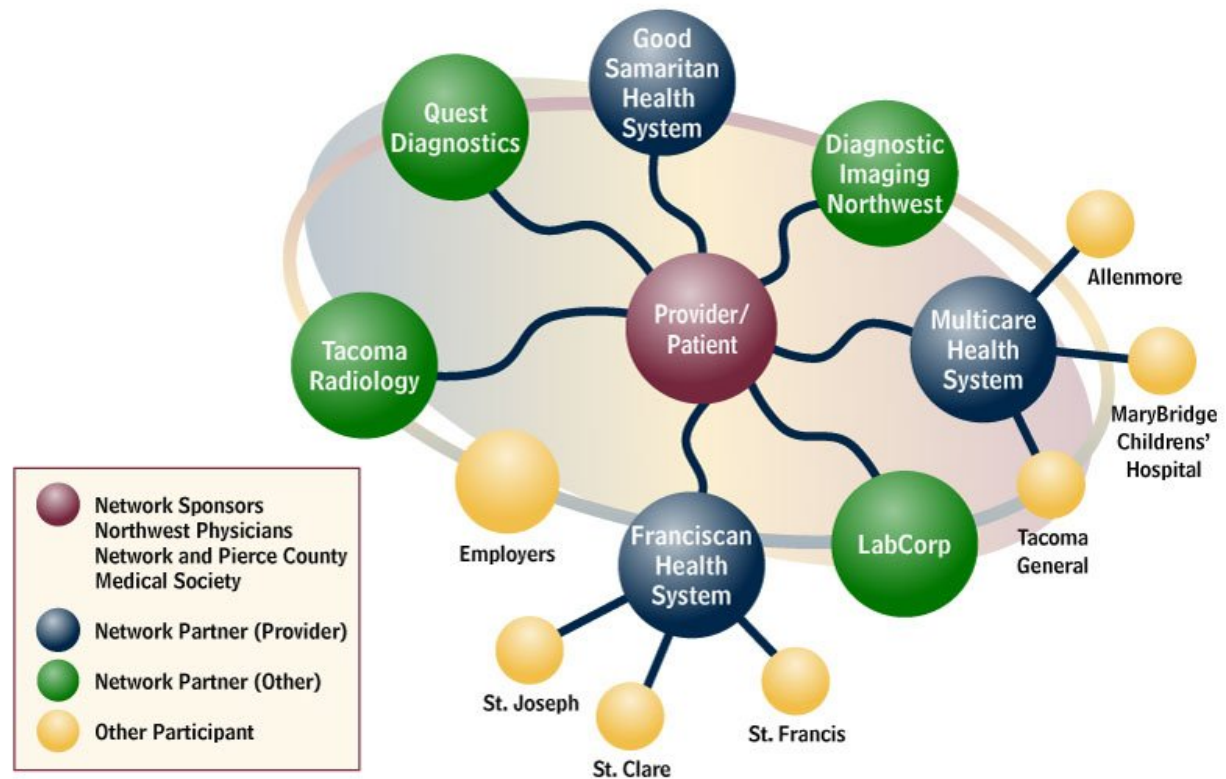 Good
Samaritan
Health
System
Quest
Diagnostics
Diagnostic
Imaging
Northwest
Allenmore
Provider/
Patient
Multicare
Health
System
Tacoma
Radiology
MaryBridge
Childrens'
Hospital
Employers
Franciscan
Health
System
LabCorp
Tacoma
General
St. Joseph
St. Clare
St. Francis
Network Sponsors
Northwest Physicians
Network and Pierce County
Medical Society
Network Partner (Provider)
Network Partner (Other)
Other Participant